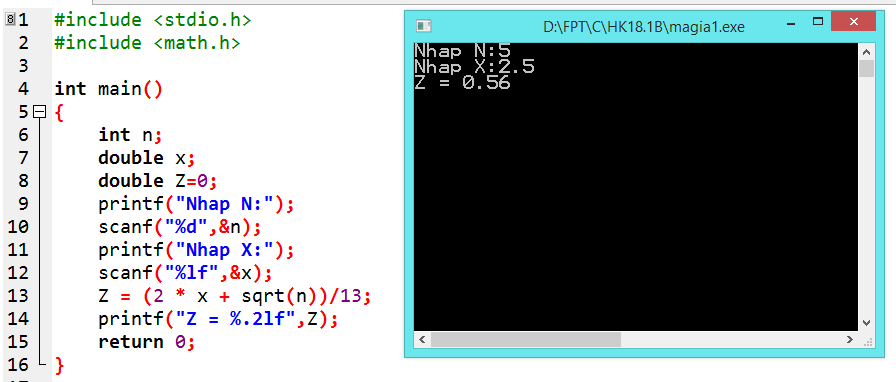 1 #include <stdio.h>
2 #include <math.h>
3
4 int main()
5 {
6 int n;
7 double x;
8 double Z=0;
9 printf("Nhap N:");
10 scanf("%d",&n);
11 printf("Nhap X:");
12 scanf("%lf",&x);
13 Z = (2 * x + sqrt(n))/13;
14 printf("Z = %.2lf",Z);
15 return 0;
16 }
D:\FPT\C\HK18.1B\magia1.exe
Nhap N:5
Nhap X:2.5
Z = 0.56